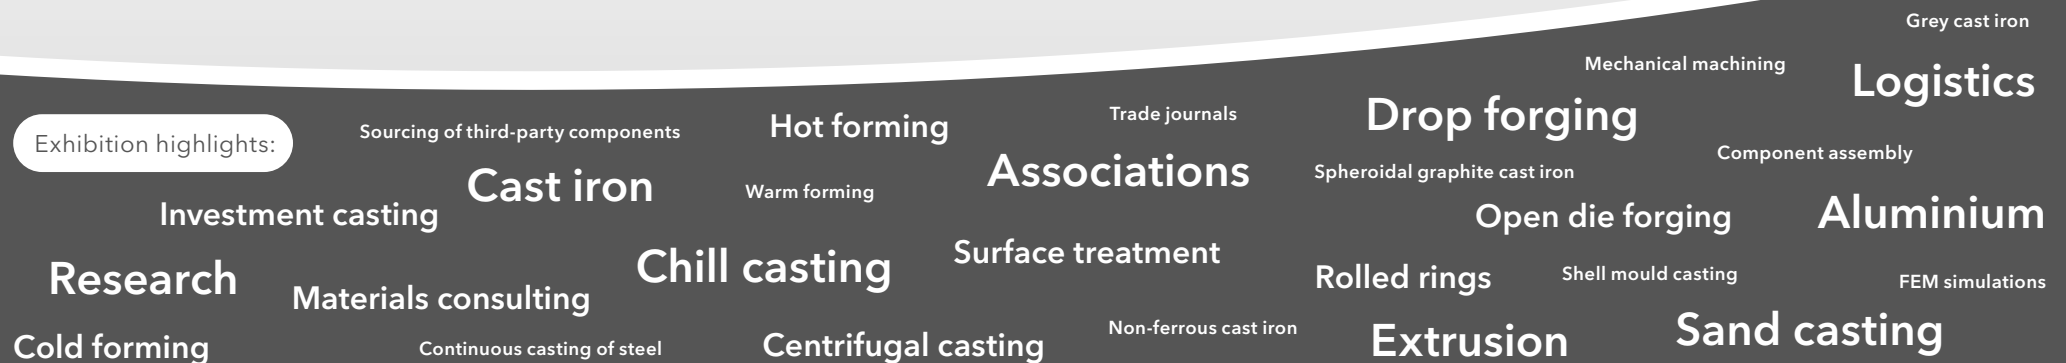 Grey cast iron
Mechanical machining
Logistics
Drop forging
Trade journals
Hot forming
Sourcing of third-party components
Exhibition highlights:
Component assembly
Associations
Spheroidal graphite cast iron
Cast iron
Warm forming
Investment casting
Open die forging
Aluminium
Surface treatment
Chill casting
Research
Rolled rings
Shell mould casting
FEM simulations
Materials consulting
Non-ferrous cast iron
Sand casting
Extrusion
Cold forming
Continuous casting of steel
Centrifugal casting